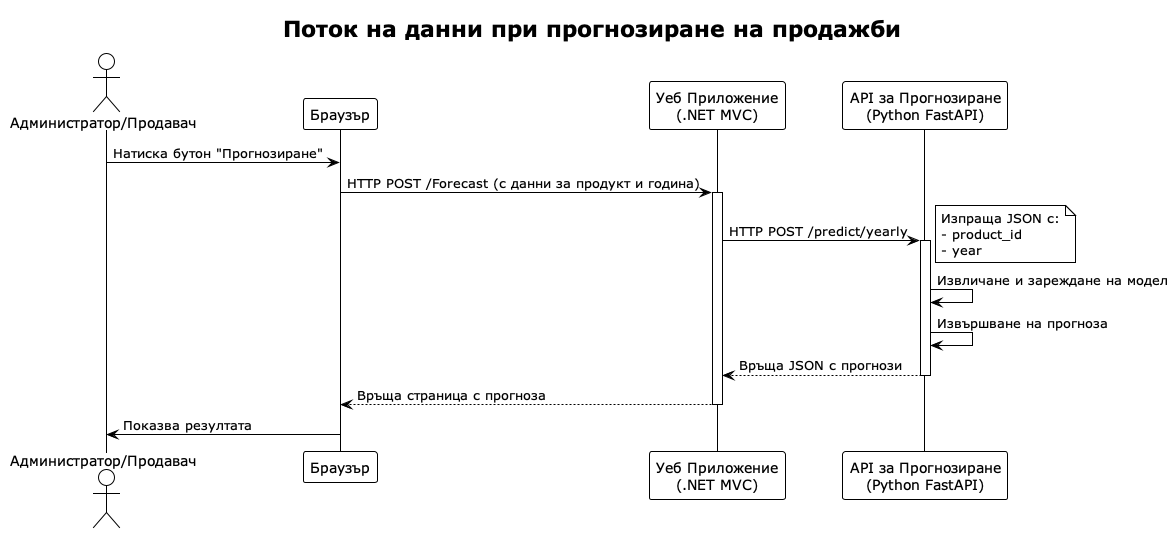 Поток на данни при прогнозиране на продажби
Администратор/Продавач
Браузър
Уеб Приложение
(.NET MVC)
API за Прогнозиране
(Python FastAPI)
Натиска бутон "Прогнозиране"
HTTP POST /Forecast (с данни за продукт и година)
HTTP POST /predict/yearly
Изпраща JSON с:
- product_id
- year
Извличане и зареждане на модел
Извършване на прогноза
Връща JSON с прогнози
Връща страница с прогноза
Показва резултата
Администратор/Продавач
Браузър
Уеб Приложение
(.NET MVC)
API за Прогнозиране
(Python FastAPI)